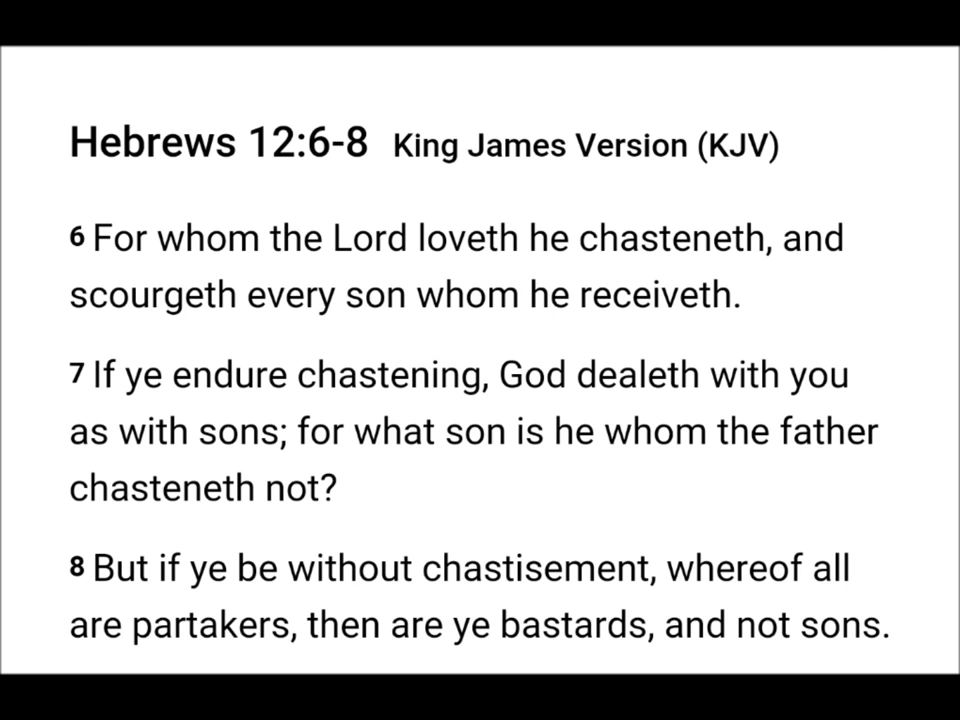 Hebrews 12:6-8 King James Version (KJV)
6 For whom the Lord loveth he chasteneth, and
scourgeth every son whom he receiveth.
7 If ye endure chastening, God dealeth with you
as with sons; for what son is he whom the father
chasteneth not?
8 But if ye be without chastisement, whereof all
are partakers, then are ye bastards, and not sons.